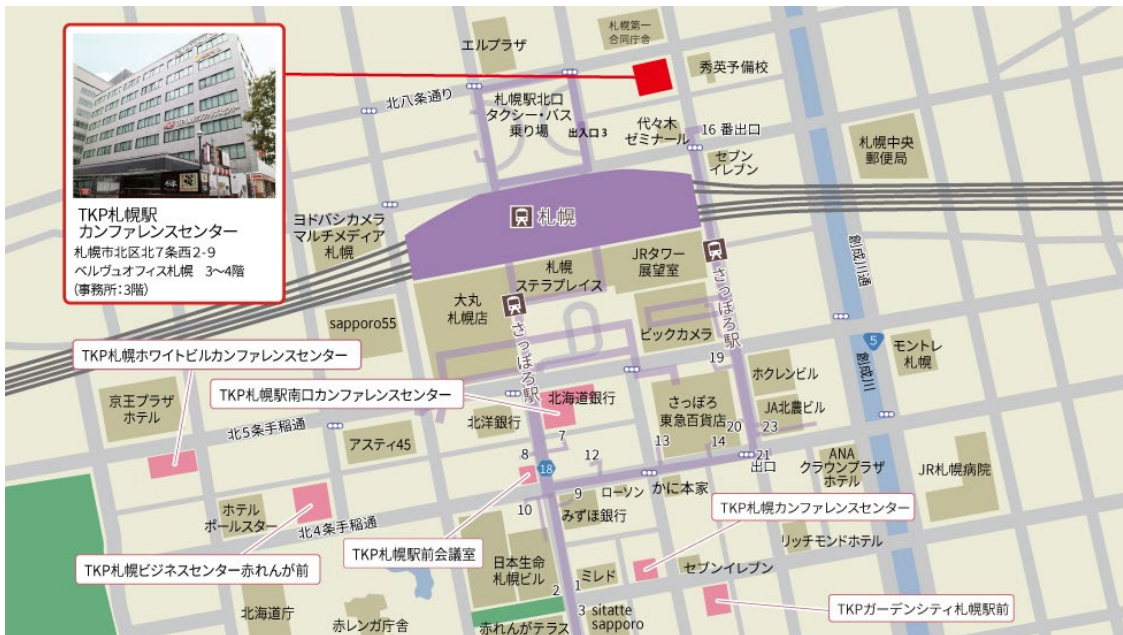 TKP札幌駅
カンファレンスセンター
札幌市北区北7条西2-9
ベルヴュオフィス札幌 3〜4階
(事務所:3階)
エルプラザ
札幌第一
合同庁舎
秀英予備校
北八条通り
札幌駅北口
タクシー・バス
乗り場
出入口 3
代々木
ゼミナール
16 番出口
セブン
イレブン
札幌中央
郵便局
ヨドバシカメラ
マルチメディア
札幌
札幌
JRタワー
展望室
札幌
ステラプレイス
大丸
札幌店
さっぽろ駅
さっぽろ駅
創成川通
5
創成川
sapporo55
ビックカメラ
19
モントレ
札幌
TKP札幌ホワイトビルカンファレンスセンター
TKP札幌駅南口カンファレンスセンター
京王プラザ
ホテル
北5条手稲通
アスティ45
北洋銀行
北海道銀行
7
8
18
12
13
さっぽろ
東急百貨店
14
20
23
21
出口
ホクレンビル
JA北農ビル
ANA
クラウンプラザ
ホテル
JR札幌病院
ホテル
ポールスター
北4条手稲通
10
9
ローソン
かに本家
みずほ銀行
TKP札幌カンファレンスセンター
リッチモンドホテル
TKP札幌ビジネスセンター赤れんが前
TKP札幌駅前会議室
日本生命
札幌ビル
2
1
ミレド
セブンイレブン
3
sitatte
sapporo
TKPガーデンシティ札幌駅前
北海道庁
赤レンガ庁舎
赤れんがテラス